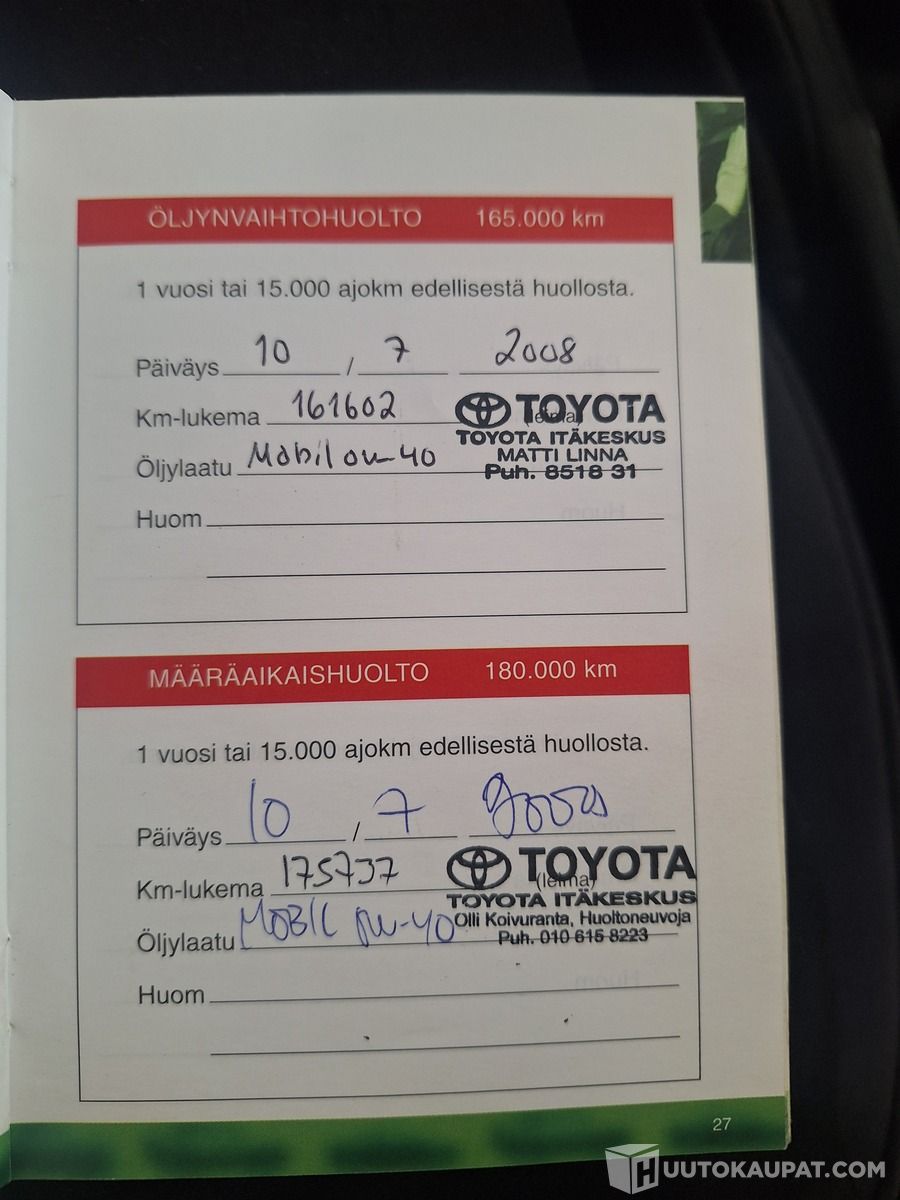 ÖLJYNVAIHTOHUOLTO 165.000 km
1 vuosi tai 15.000 ajokm edellisestä huollosta.
Päiväys 10 / 7 2008
Km-lukema 161602 (leima)
TOYOTA
TOYOTA ITÄKESKUS
MATTI LINNA
Puh. 8518 31
Öljylaatu Mobil 0w-40
Huom
MÄÄRÄAIKAISHUOLTO 180.000 km
1 vuosi tai 15.000 ajokm edellisestä huollosta.
Päiväys 10 / 7
Km-lukema 175737 (leima)
TOYOTA
TOYOTA ITÄKESKUS
Olli Koivuranta, Huoltoneuvoja
Puh. 010 615 8223
Öljylaatu MOBIL 0W-40
Huom
27
HUUTOKAUPAT.COM